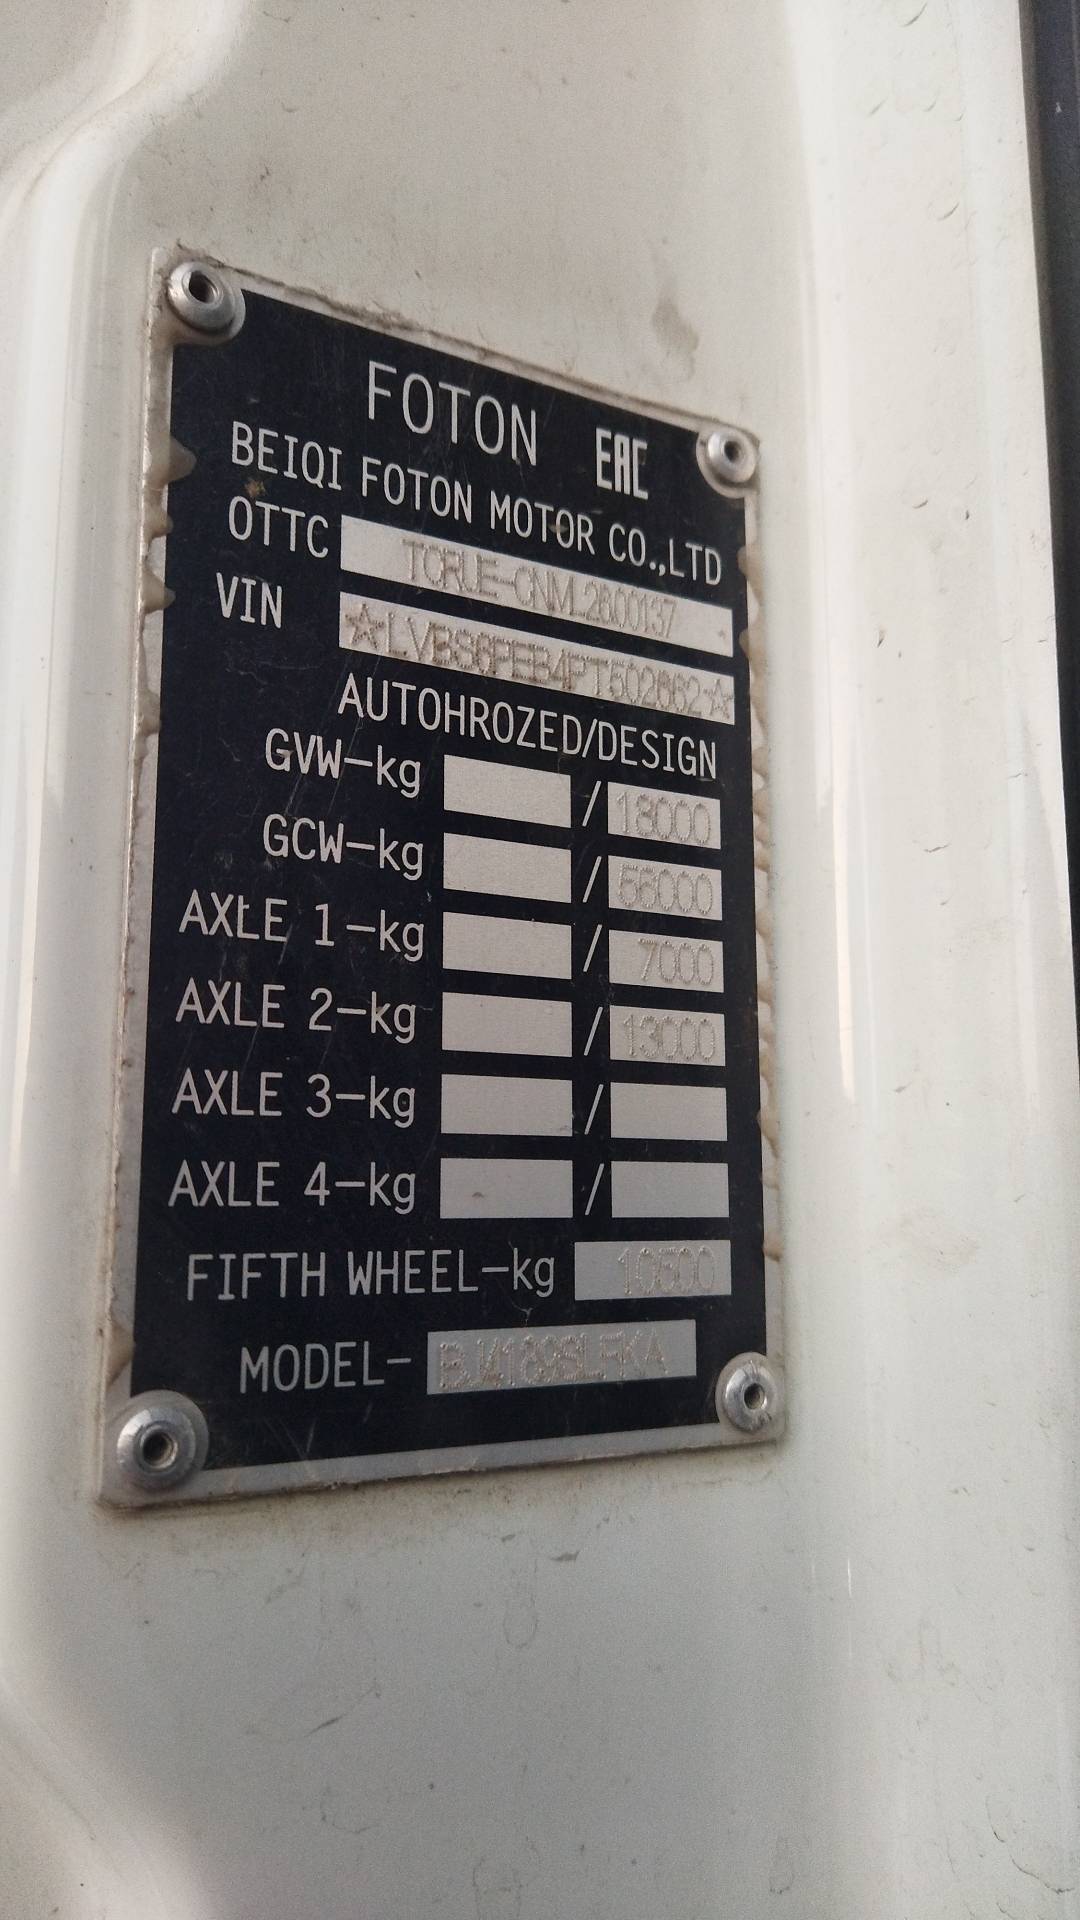 FOTON EAC
BEIQI FOTON MOTOR CO.,LTD
OTTC TCRUE-CNM.2800137
VIN ☆LVBS6PEB4PT502662☆
AUTOHROZED/DESIGN
GVW-kg / 18000
GCW-kg / 56000
AXLE 1-kg / 7000
AXLE 2-kg / 13000
AXLE 3-kg /
AXLE 4-kg /
FIFTH WHEEL-kg 10500
MODEL- BJ4189SLFKA